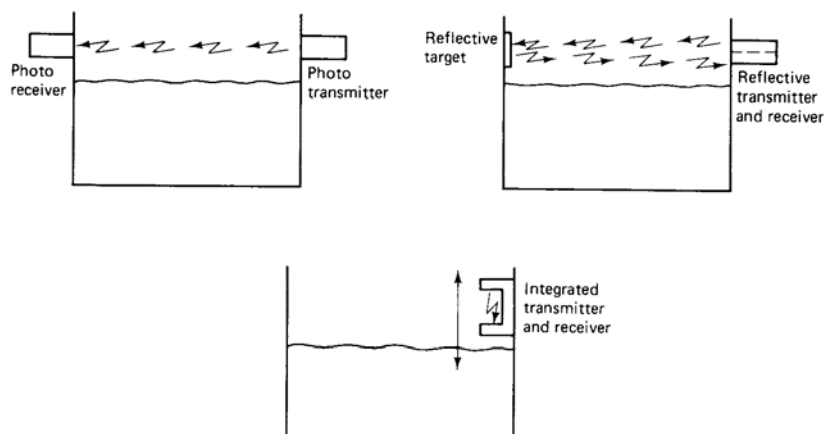 Photo
receiver
Photo
transmitter
Reflective
target
Reflective
transmitter
and receiver
Integrated
transmitter
and receiver